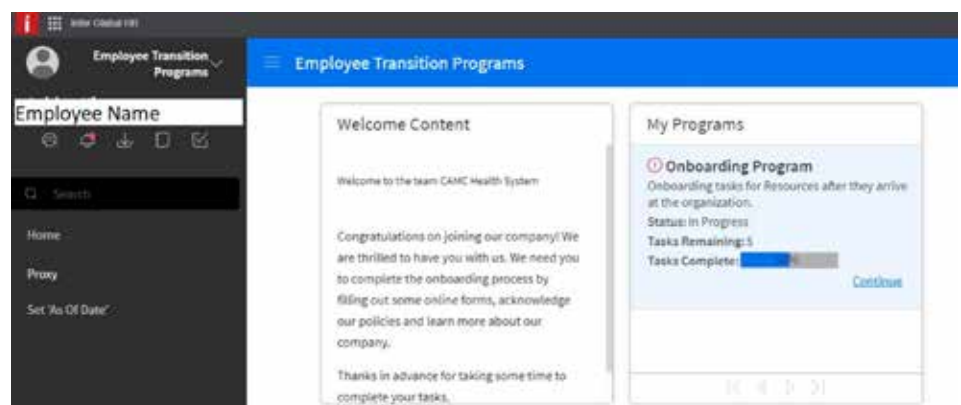 Infor Global HR
Employee Transition
Programs
Employee Name
Search
Home
Proxy
Set 'As Of Date'
Employee Transition Programs
Welcome Content
Welcome to the team CAMC Health System
Congratulations on joining our company! We
are thrilled to have you with us. We need you
to complete the onboarding process by
filling out some online forms, acknowledge
our policies and learn more about our
company.
Thanks in advance for taking some time to
complete your tasks.
My Programs
Onboarding Program
Onboarding tasks for Resources after they arrive
at the organization.
Status: In Progress
Tasks Remaining: 5
Tasks Complete:
Continue